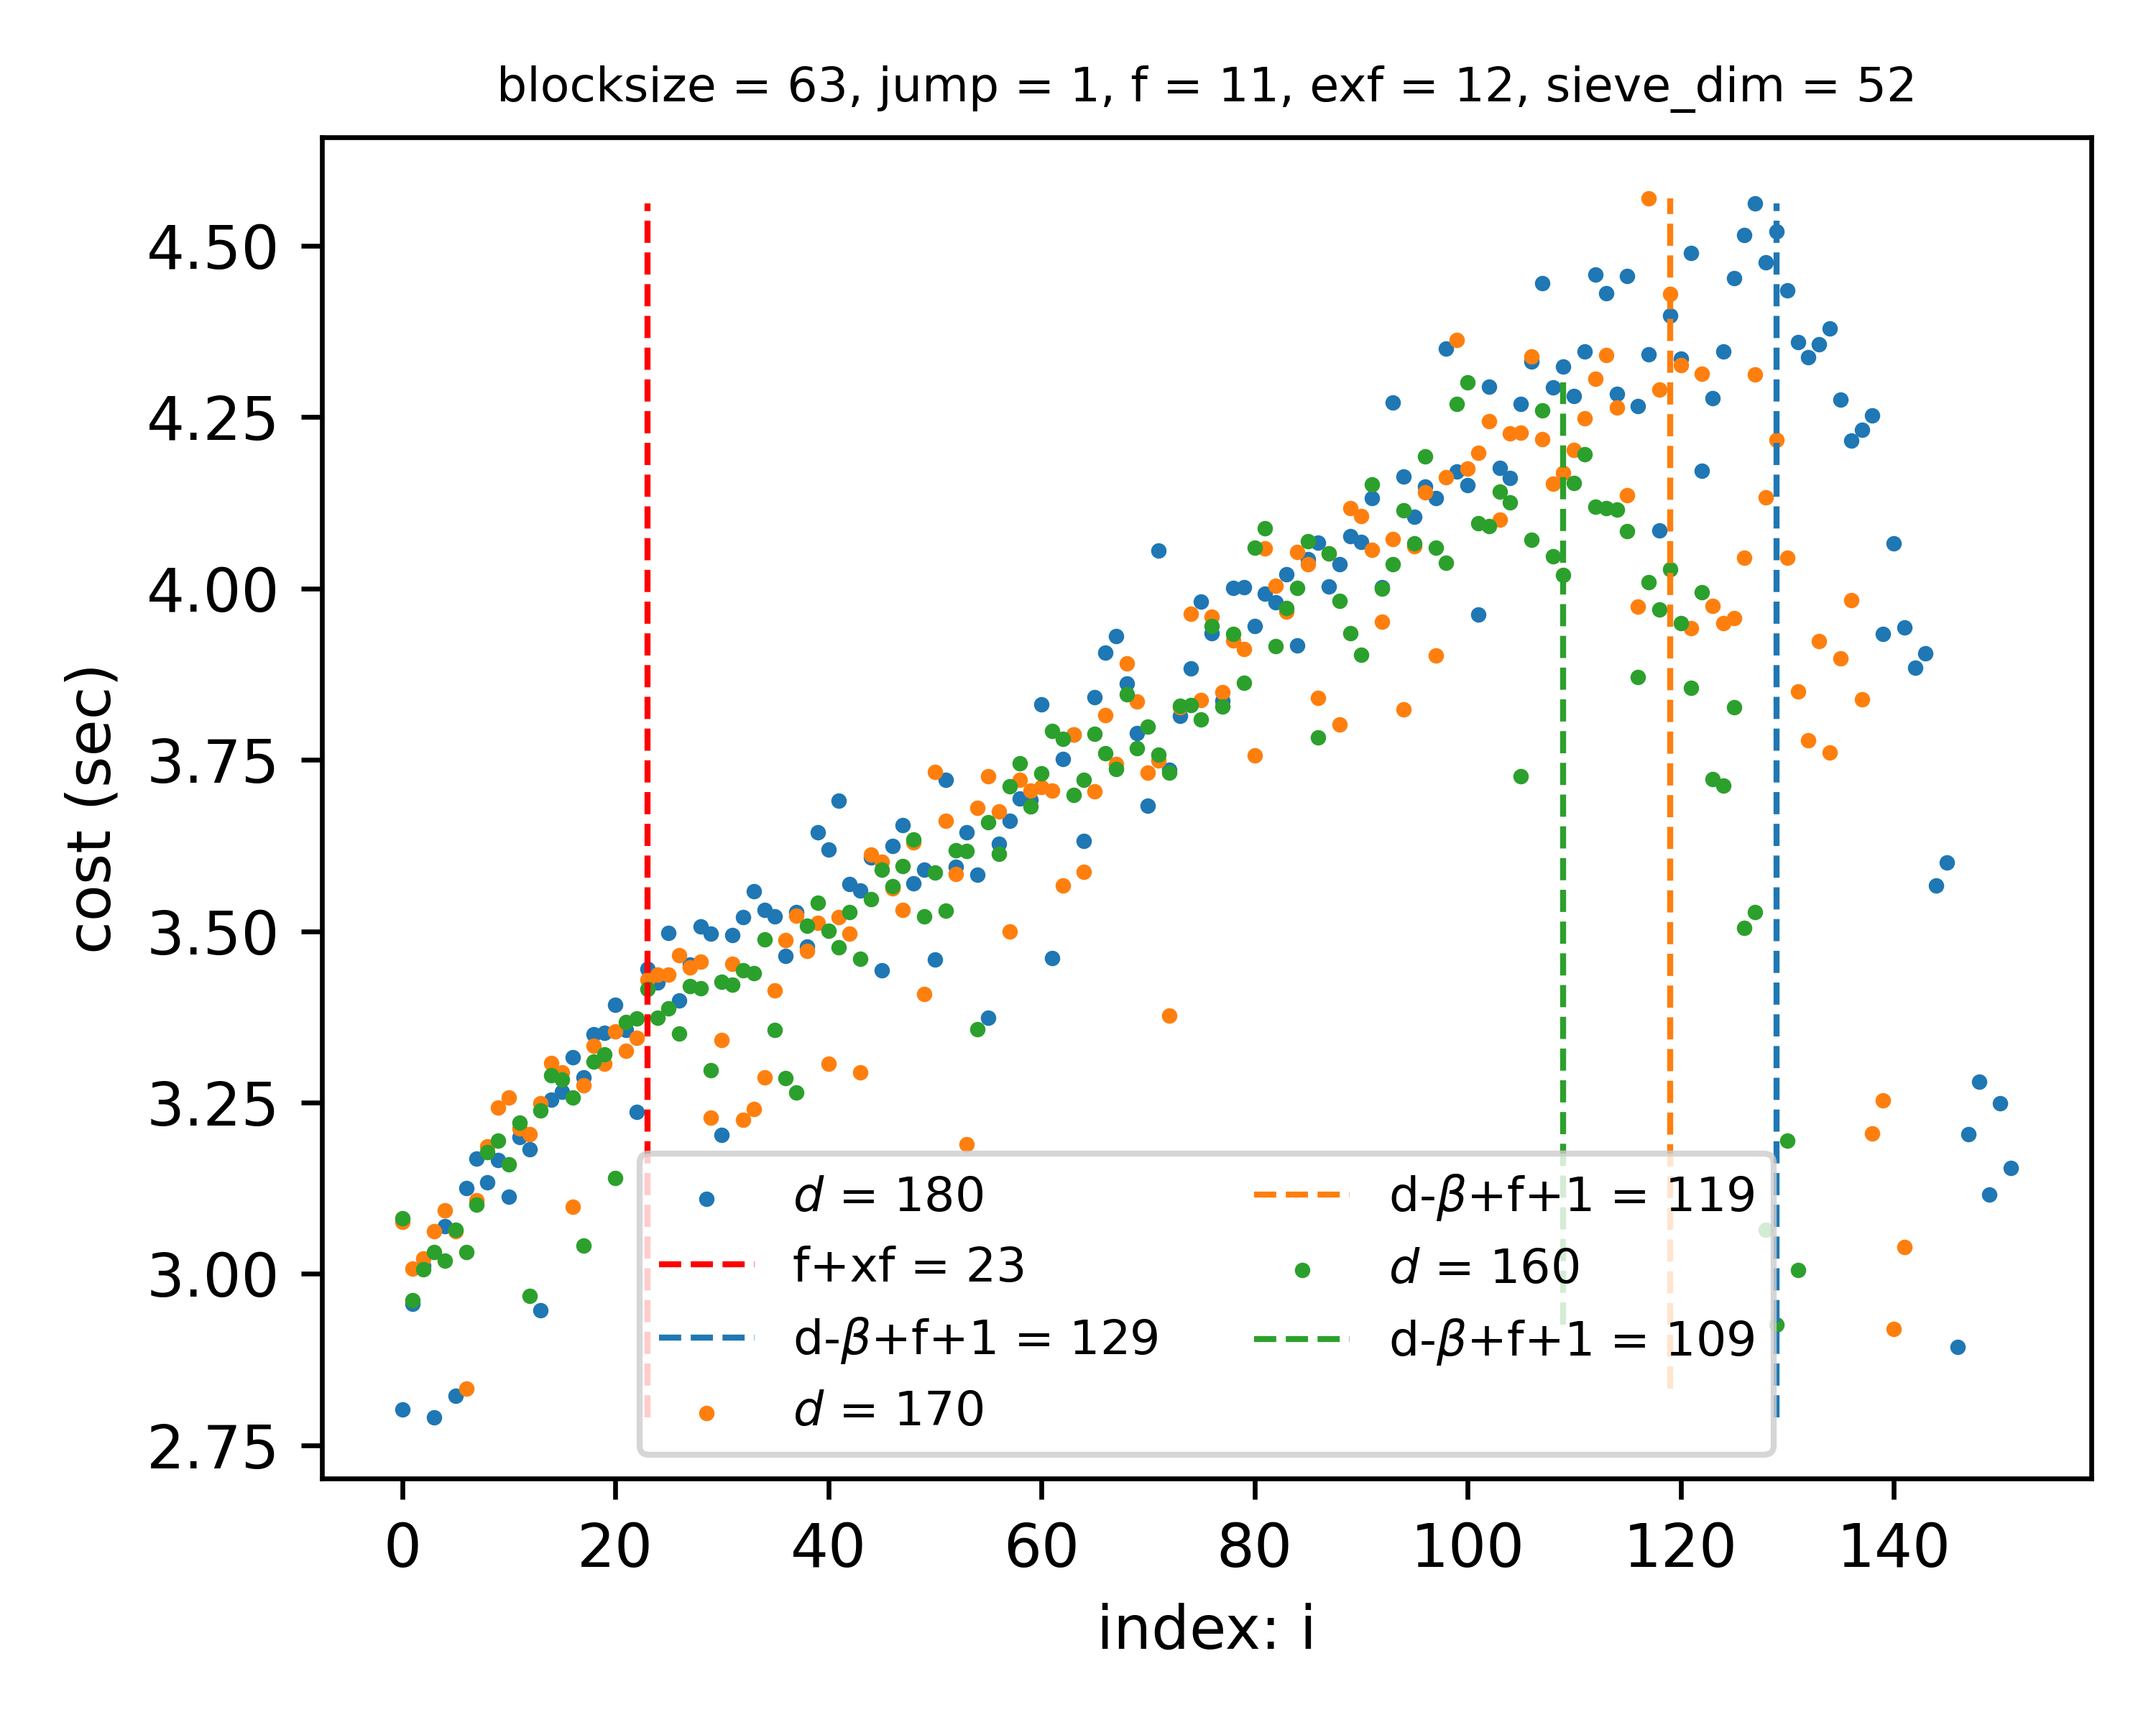 blocksize = 63, jump = 1, f = 11, exf = 12, sieve_dim = 52
cost (sec)
4.50
4.25
4.00
3.75
3.50
3.25
3.00
2.75
d = 180
f+xf = 23
d-β+f+1 = 129
d = 170
d-β+f+1 = 119
d = 160
d-β+f+1 = 109
0 20 40 60 80 100 120 140
index: i